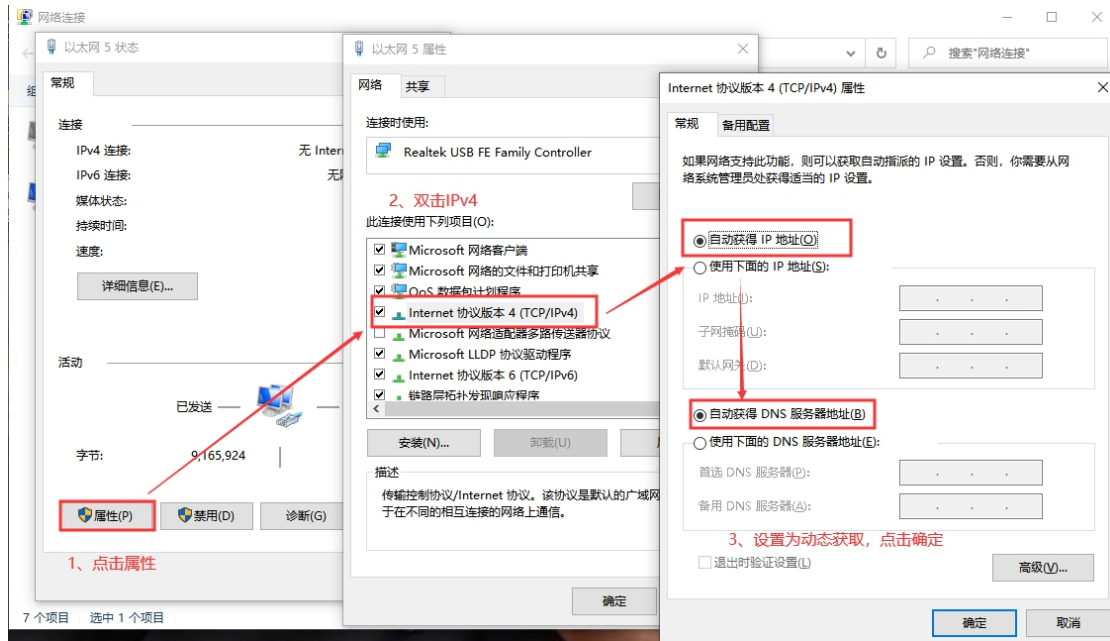 网络连接
搜索"网络连接"
以太网 5 状态
常规
连接
IPv4 连接:
无 Inter
IPv6 连接:
媒体状态:
持续时间:
速度:
详细信息(E)...
活动
已发送
字节:
9,165,924
属性(P)
禁用(D)
诊断(G)
1、点击属性
7 个项目
选中 1 个项目
以太网 5 属性
网络
共享
连接时使用:
Realtek USB FE Family Controller
2、双击IPv4
此连接使用下列项目(O):
Microsoft 网络客户端
Microsoft 网络的文件和打印机共享
QoS 数据包计划程序
Internet 协议版本 4 (TCP/IPv4)
Microsoft 网络适配器多路传送器协议
Microsoft LLDP 协议驱动程序
Internet 协议版本 6 (TCP/IPv6)
链路层拓扑发现响应程序
安装(N)...
卸载(U)
描述
传输控制协议/Internet 协议。该协议是默认的广域网
于在不同的相互连接的网络上通信。
确定
Internet 协议版本 4 (TCP/IPv4) 属性
常规
备用配置
如果网络支持此功能，则可以获取自动指派的 IP 设置。否则，你需要从网
络系统管理员处获得适当的 IP 设置。
自动获得 IP 地址(O)
使用下面的 IP 地址(S):
IP 地址(I):
子网掩码(U):
默认网关(D):
自动获得 DNS 服务器地址(B)
使用下面的 DNS 服务器地址(E):
首选 DNS 服务器(P):
备用 DNS 服务器(A):
3、设置为动态获取，点击确定
退出时验证设置(L)
高级(V)...
确定
取消